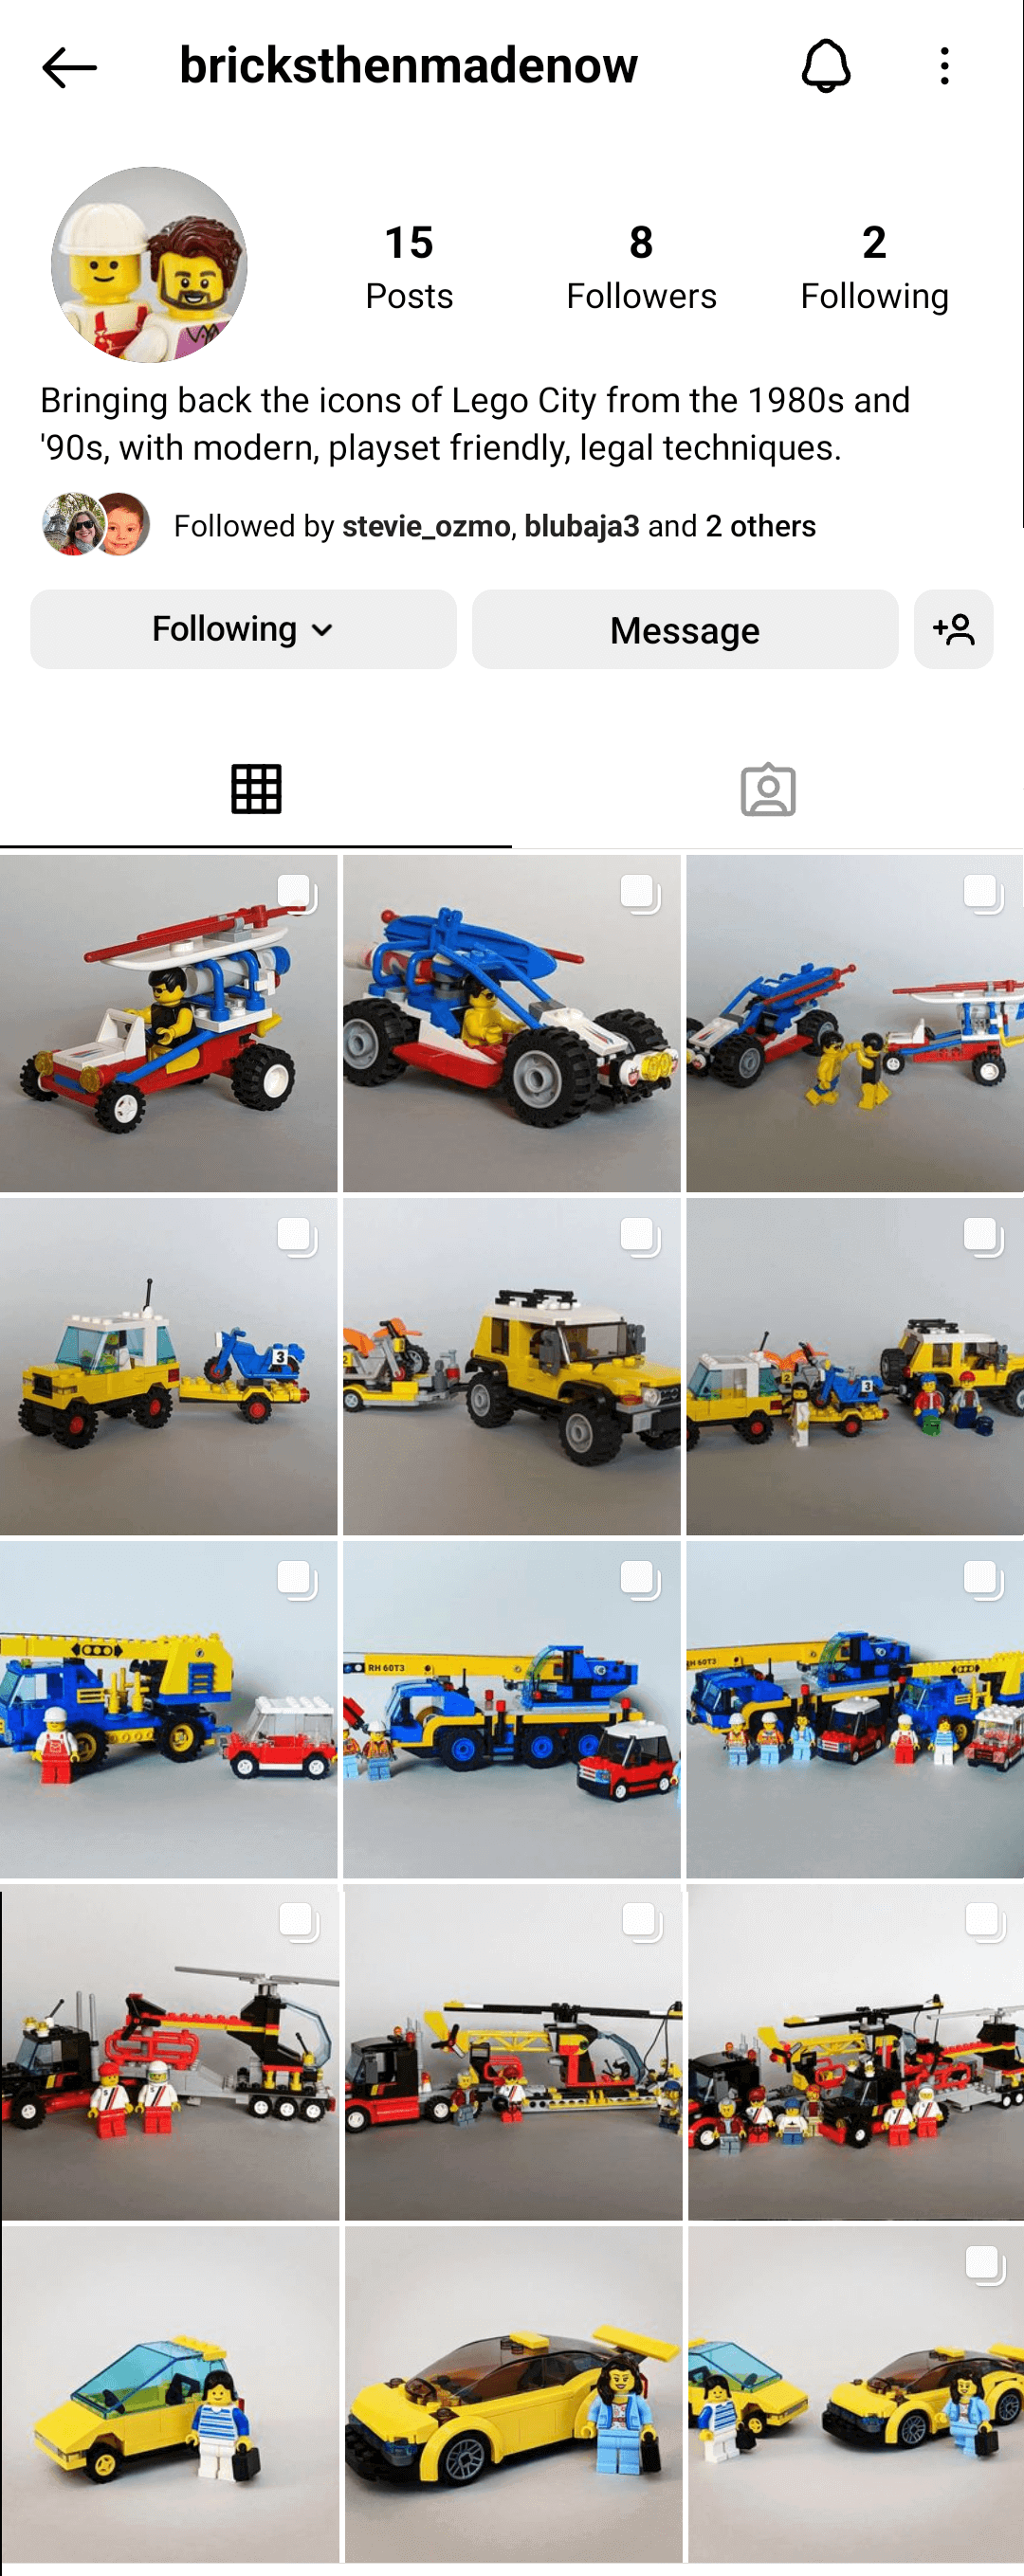 bricksthenmadenow
15
8
2
Posts
Followers
Following
Bringing back the icons of Lego City from the 1980s and
'90s, with modern, playset friendly, legal techniques.
Followed by stevie_ozmo, blubaja3 and 2 others
Following
Message
3
2
2
3
RH 60T3
RH 60T3